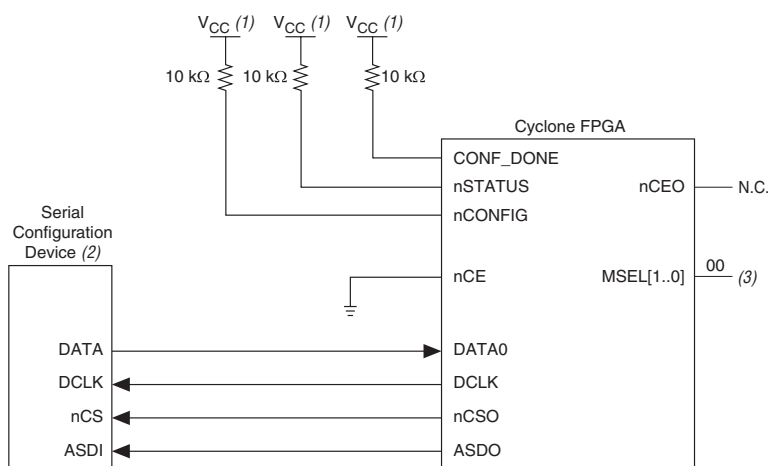 VCC (1) VCC (1) VCC (1)
10 kΩ 10 kΩ 10 kΩ
Cyclone FPGA
CONF_DONE
nSTATUS nCEO N.C.
nCONFIG
Serial
Configuration
Device (2)
nCE MSEL[1..0] 00 (3)
DATA DATA0
DCLK DCLK
nCS nCSO
ASDI ASDO